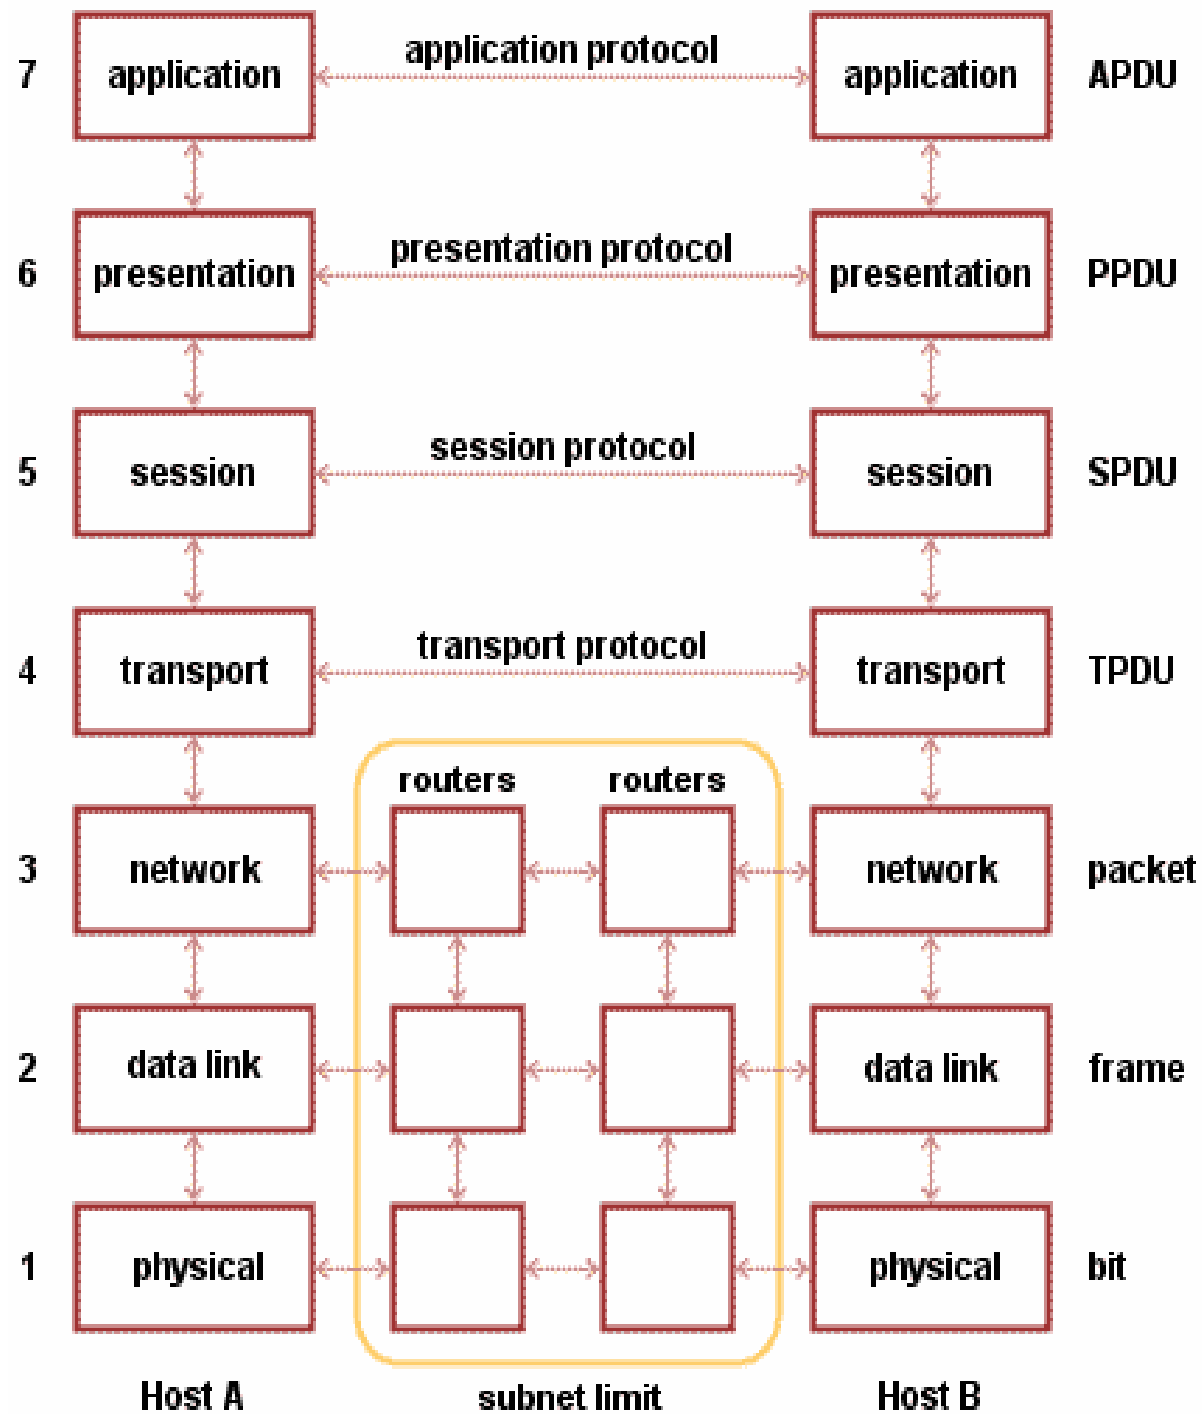 application protocol
7 application application APDU
presentation protocol
6 presentation presentation PPDU
session protocol
5 session session SPDU
transport protocol
4 transport transport TPDU
routers routers
3 network network packet
2 data link data link frame
1 physical physical bit
Host A subnet limit Host B